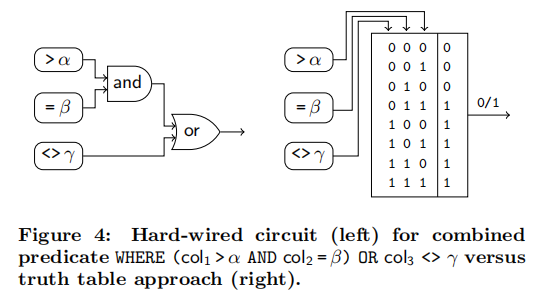 > α
= β
<> γ
and
or
> α
= β
<> γ
0 0 0 0
0 0 1 0
0 1 0 0
0 1 1 1
1 0 0 1
1 0 1 1
1 1 0 1
1 1 1 1
0/1
Figure 4: Hard-wired circuit (left) for combined
predicate WHERE (col₁ > α AND col₂ = β) OR col₃ <> γ versus
truth table approach (right).